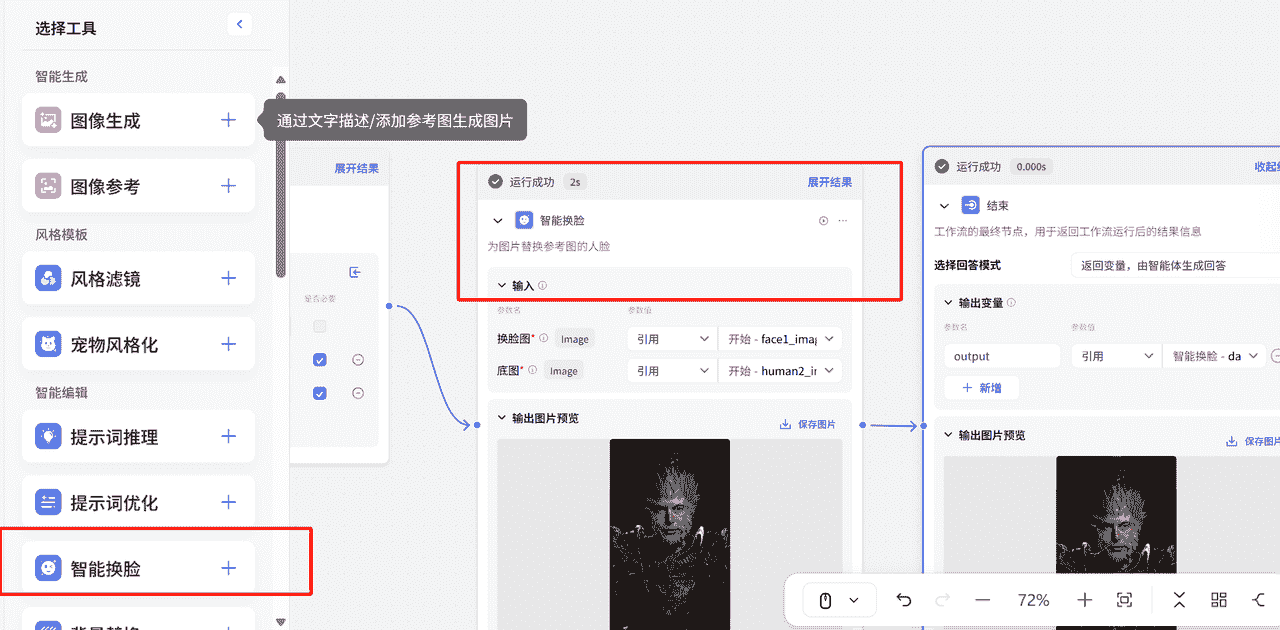 选择工具
智能生成
图像生成
通过文字描述/添加参考图生成图片
图像参考
风格模板
风格滤镜
宠物风格化
智能编辑
提示词推理
提示词优化
智能换脸
展开结果
是否必要
运行成功 2s 展开结果
智能换脸
为图片替换参考图的人脸
输入
参数名 参数值
换脸图* Image 引用 开始 - face1_imag
底图* Image 引用 开始 - human2_ir
输出图片预览
保存图片
运行成功 0.000s
结束
工作流的最终节点，用于返回工作流运行后的结果信息
选择回答模式 返回变量，由智能体生成回答
输出变量
参数名 参数值
output 引用 智能换脸 - da
新增
输出图片预览
保存图片
72%